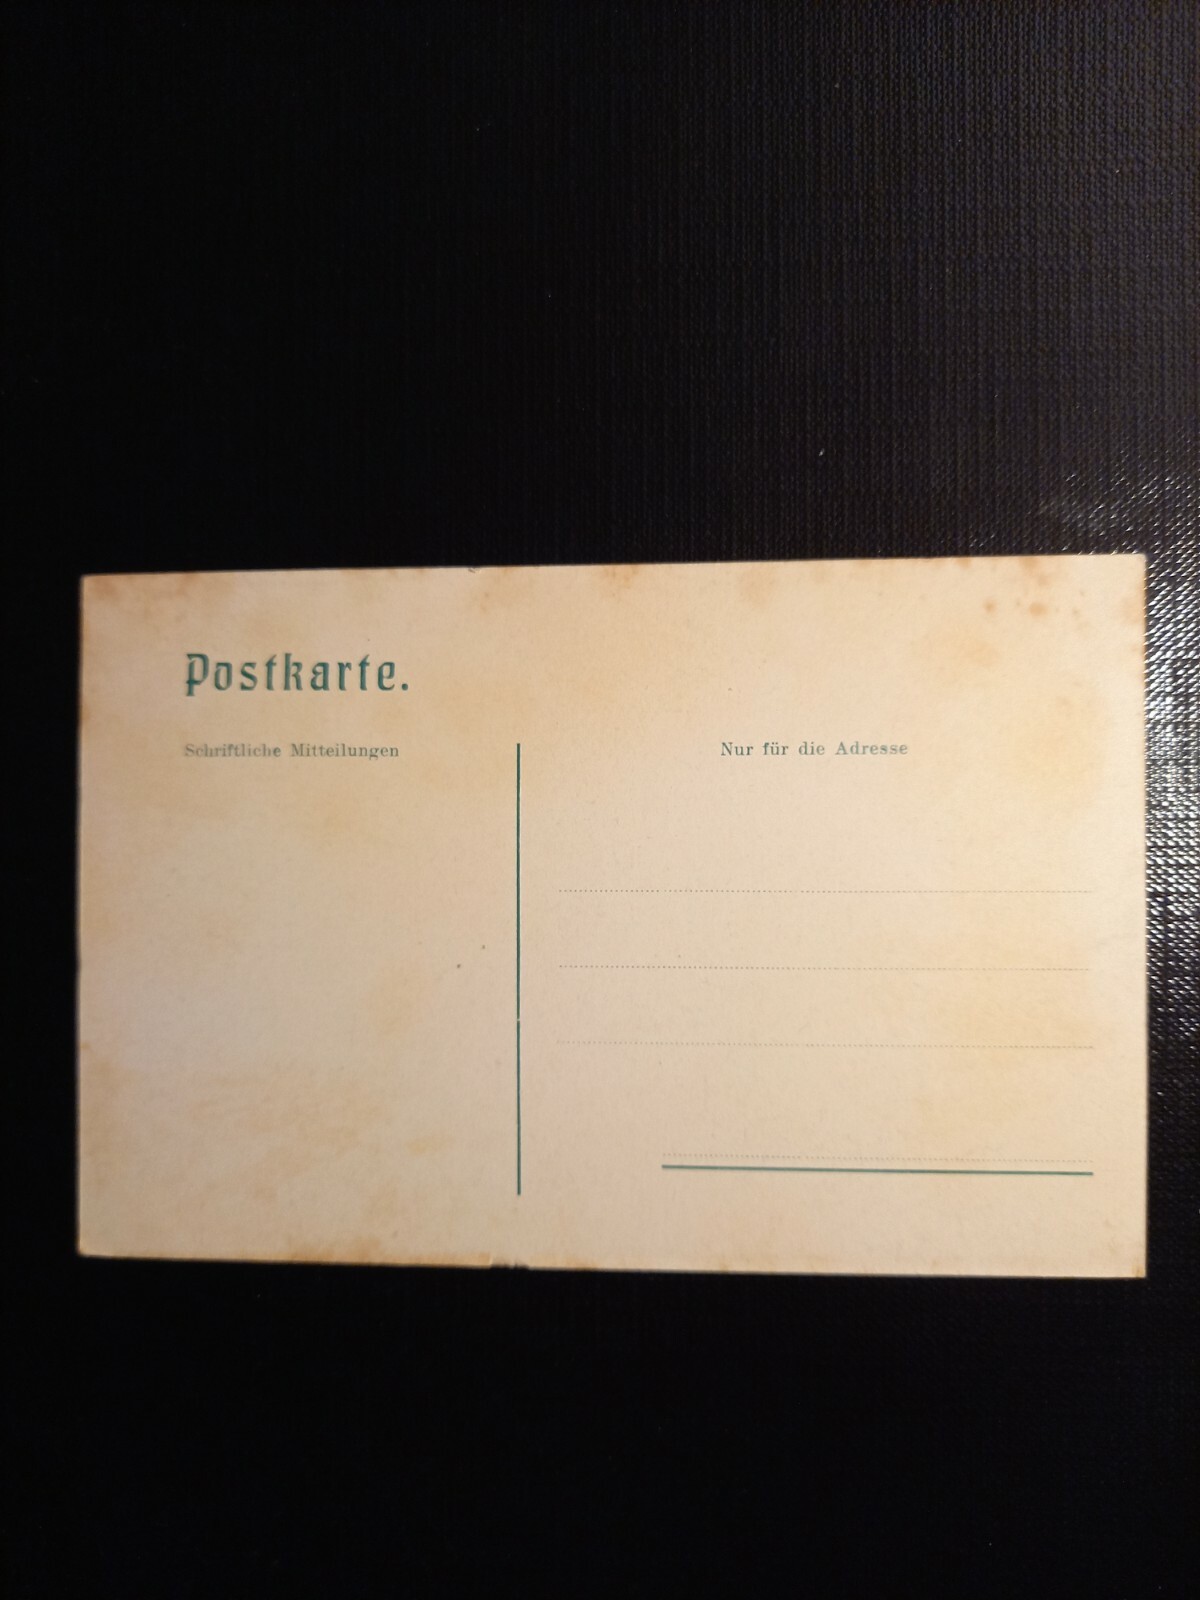 Postkarte.
Schriftliche Mitteilungen
Nur für die Adresse